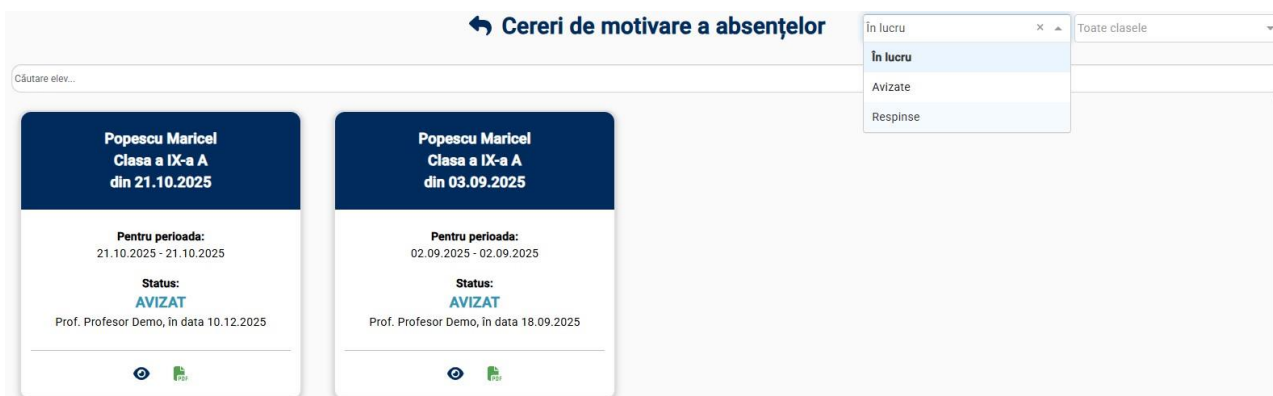 Cereri de motivare a absențelor
În lucru
Toate clasele
În lucru
Avizate
Respinse
Căutare elev...
Popescu Maricel
Clasa a IX-a A
din 21.10.2025
Pentru perioada:
21.10.2025 - 21.10.2025
Status:
AVIZAT
Prof. Profesor Demo, în data 10.12.2025
PDF
Popescu Maricel
Clasa a IX-a A
din 03.09.2025
Pentru perioada:
02.09.2025 - 02.09.2025
Status:
AVIZAT
Prof. Profesor Demo, în data 18.09.2025
PDF